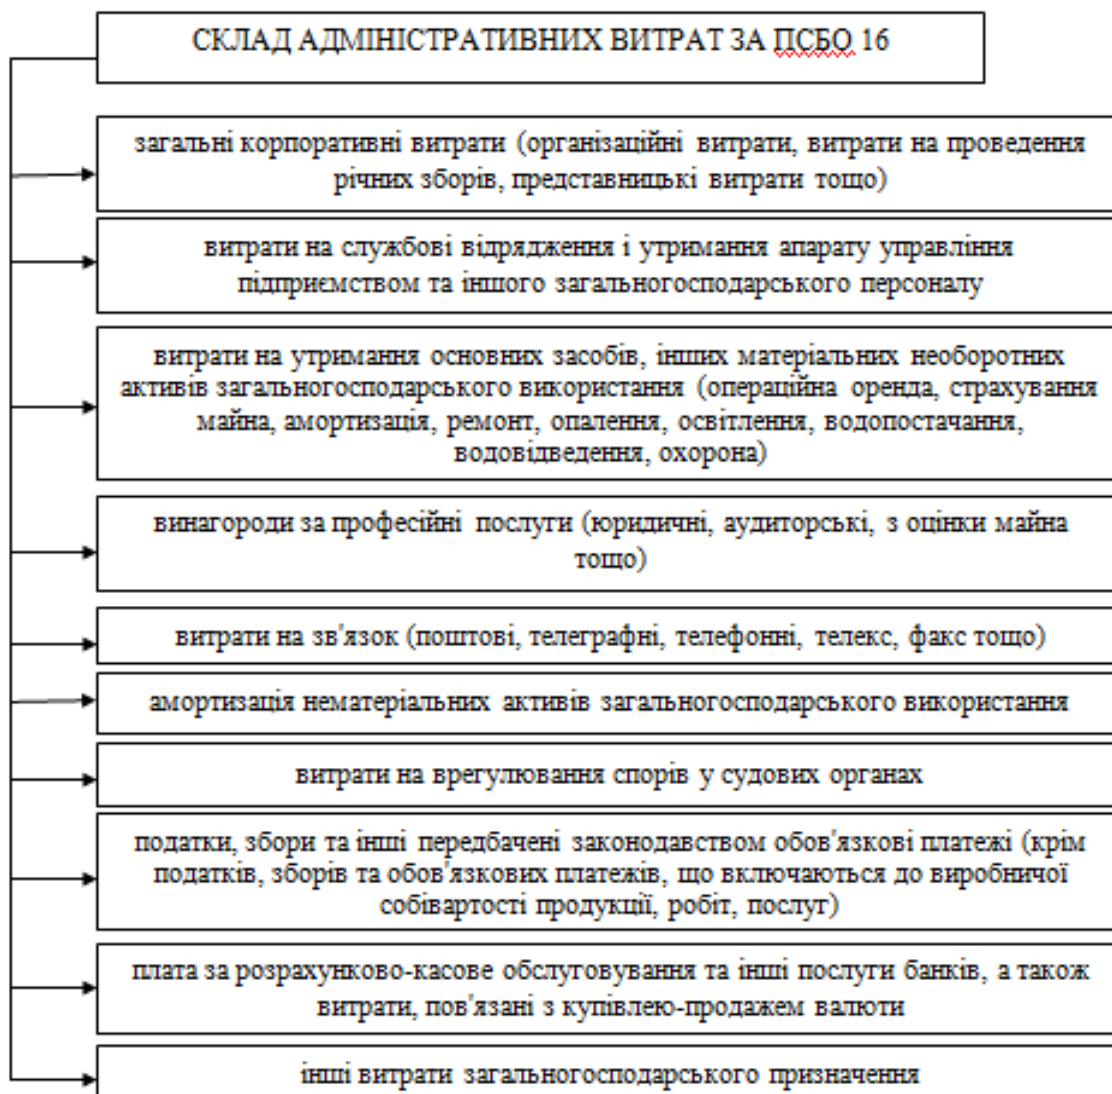 СКЛАД АДМІНІСТРАТИВНИХ ВИТРАТ ЗА ПСБО 16
загальні корпоративні витрати (організаційні витрати, витрати на проведення
річних зборів, представницькі витрати тощо)
витрати на службові відрядження і утримання апарату управління
підприємством та іншого загальногосподарського персоналу
витрати на утримання основних засобів, інших матеріальних необоротних
активів загальногосподарського використання (операційна оренда, страхування
майна, амортизація, ремонт, опалення, освітлення, водопостачання,
водовідведення, охорона)
винагороди за професійні послуги (юридичні, аудиторські, з оцінки майна
тощо)
витрати на зв'язок (поштові, телеграфні, телефонні, телекс, факс тощо)
амортизація нематеріальних активів загальногосподарського використання
витрати на врегулювання спорів у судових органах
податки, збори та інші передбачені законодавством обов'язкові платежі (крім
податків, зборів та обов'язкових платежів, що включаються до виробничої
собівартості продукції, робіт, послуг)
плата за розрахунково-касове обслуговування та інші послуги банків, а також
витрати, пов'язані з купівлею-продажем валюти
інші витрати загальногосподарського призначення